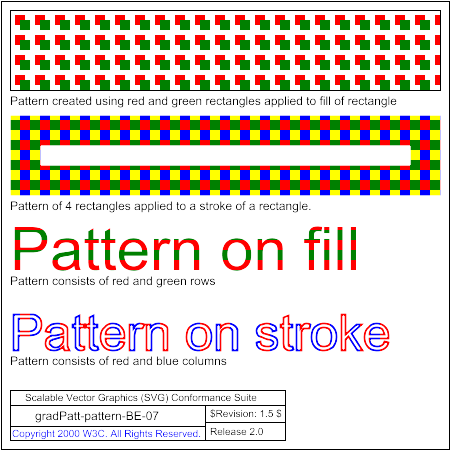 Pattern created using red and green rectangles applied to fill of rectangle
Pattern of 4 rectangles applied to a stroke of a rectangle.
Pattern on fill
Pattern consists of red and green rows
Pattern on stroke
Pattern consists of red and blue columns
Scalable Vector Graphics (SVG) Conformance Suite
gradPatt-pattern-BE-07
$Revision: 1.5 $
Copyright 2000 W3C. All Rights Reserved.
Release 2.0